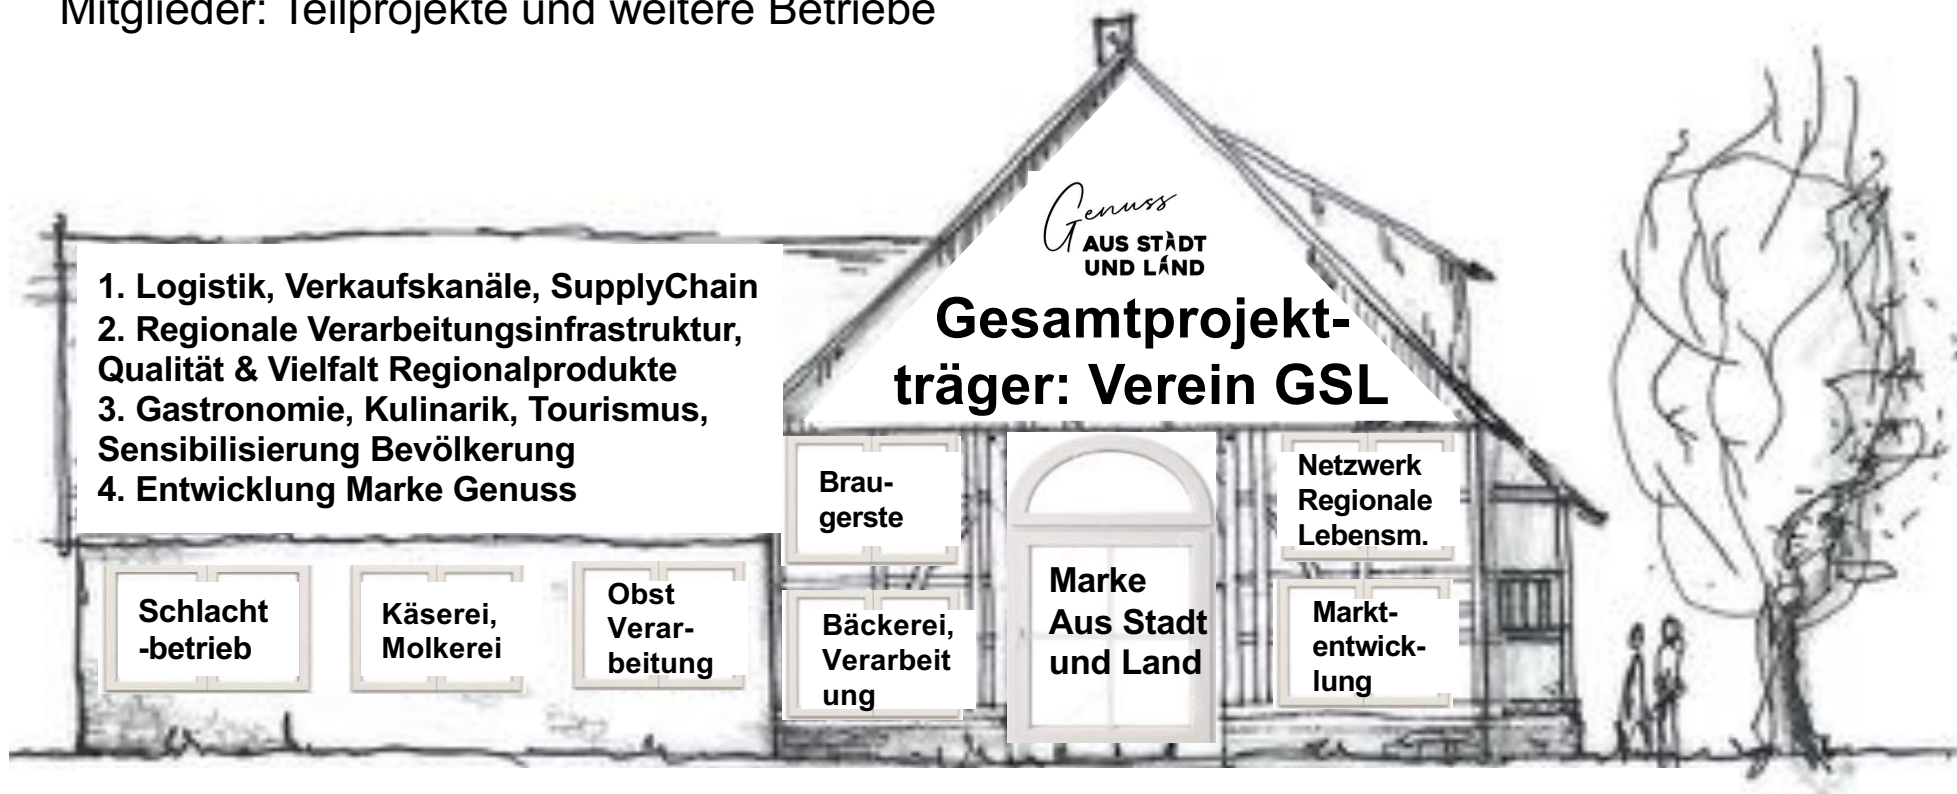 Mitglieder: Teilprojekte und weitere Betriebe
Genuss
AUS STADT
UND LAND
Gesamtprojekt-
träger: Verein GSL
1. Logistik, Verkaufskanäle, SupplyChain
2. Regionale Verarbeitungsinfrastruktur,
Qualität & Vielfalt Regionalprodukte
3. Gastronomie, Kulinarik, Tourismus,
Sensibilisierung Bevölkerung
4. Entwicklung Marke Genuss
Schlacht
-betrieb
Käserei,
Molkerei
Obst
Verar-
beitung
Brau-
gerste
Bäckerei,
Verarbeit
ung
Marke
Aus Stadt
und Land
Netzwerk
Regionale
Lebensm.
Markt-
entwick-
lung